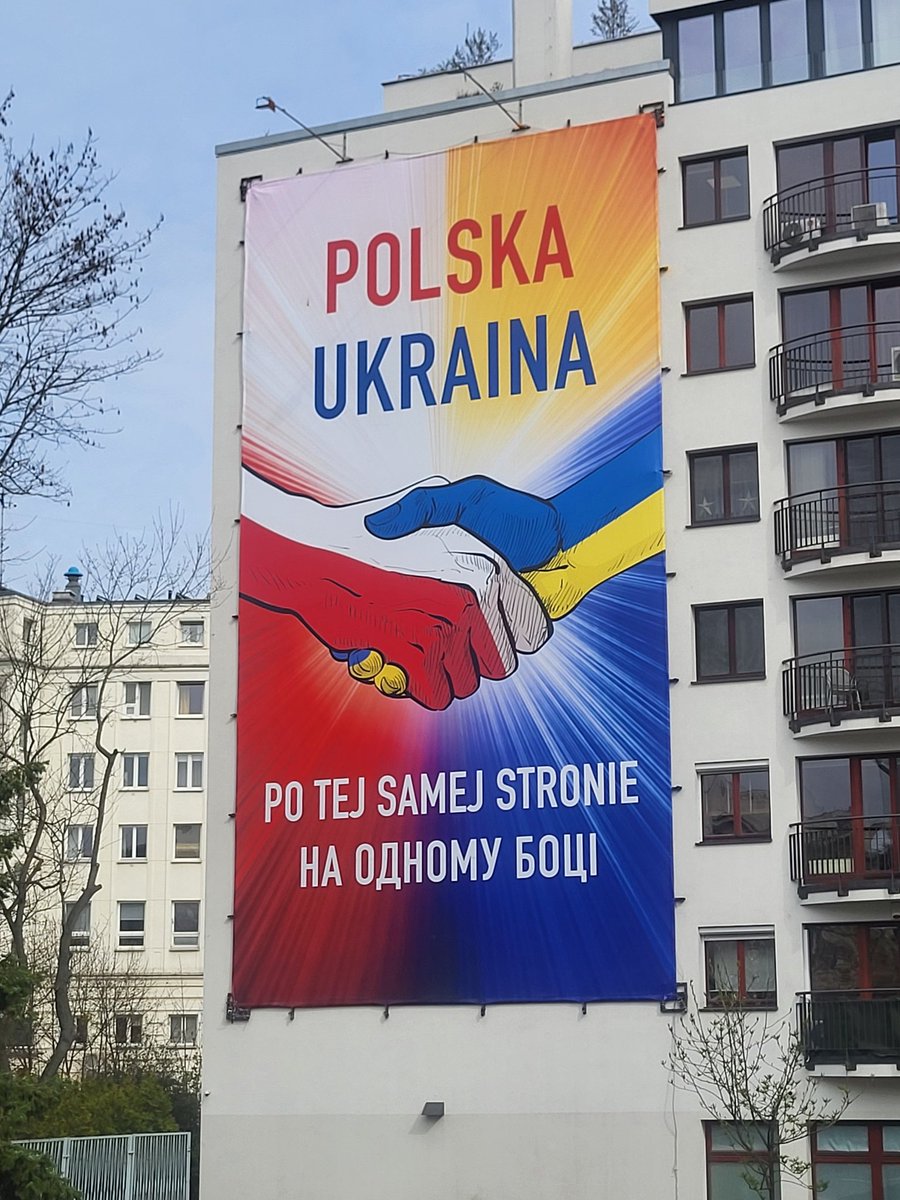 POLSKA
UKRAINA
PO TEJ SAMEJ STRONIE
НА ОДНОМУ БОЦІ